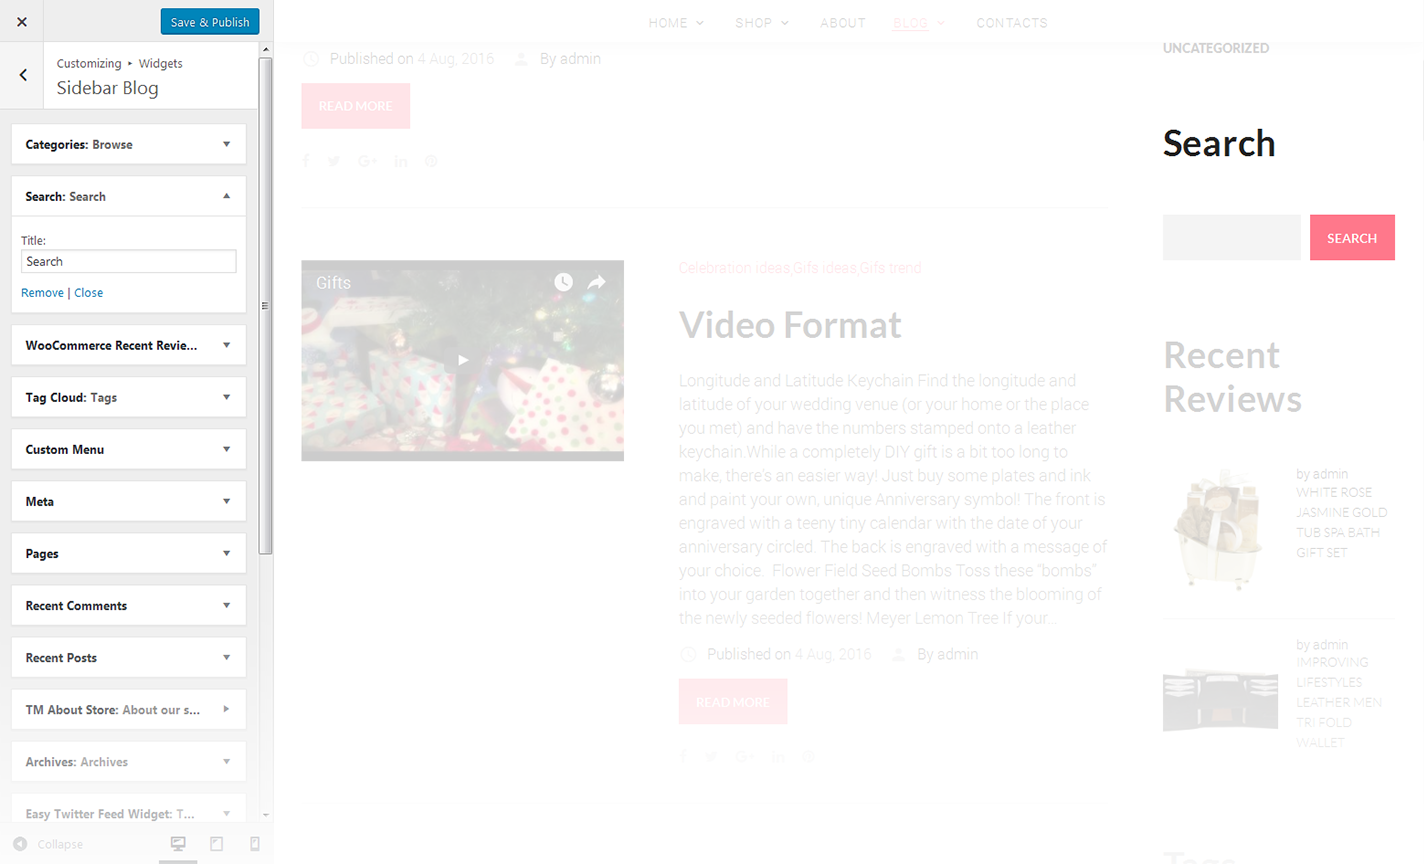 Save & Publish
Customizing ▸ Widgets
Sidebar Blog
Categories: Browse
Search: Search
Title:
Search
Remove | Close
WooCommerce Recent Revie...
Tag Cloud: Tags
Custom Menu
Meta
Pages
Recent Comments
Recent Posts
TM About Store: About our s...
Archives: Archives
Easy Twitter Feed Widget: T...
Collapse
HOME SHOP ABOUT BLOG CONTACTS
Published on 4 Aug, 2016 By admin
READ MORE
Gifts
Celebration ideas,Gifs ideas,Gifs trend
Video Format
Longitude and Latitude Keychain Find the longitude and
latitude of your wedding venue (or your home or the place
you met) and have the numbers stamped onto a leather
keychain.While a completely DIY gift is a bit too long to
make, there's an easier way! Just buy some plates and ink
and paint your own, unique Anniversary symbol! The front is
engraved with a teeny tiny calendar with the date of your
anniversary circled. The back is engraved with a message of
your choice.  Flower Field Seed Bombs Toss these "bombs"
into your garden together and then witness the blooming of
the newly seeded flowers! Meyer Lemon Tree If your...
Published on 4 Aug, 2016 By admin
READ MORE
UNCATEGORIZED
Search
SEARCH
Recent
Reviews
by admin
WHITE ROSE
JASMINE GOLD
TUB SPA BATH
GIFT SET
by admin
IMPROVING
LIFESTYLES
LEATHER MEN
TRI FOLD
WALLET
Tags